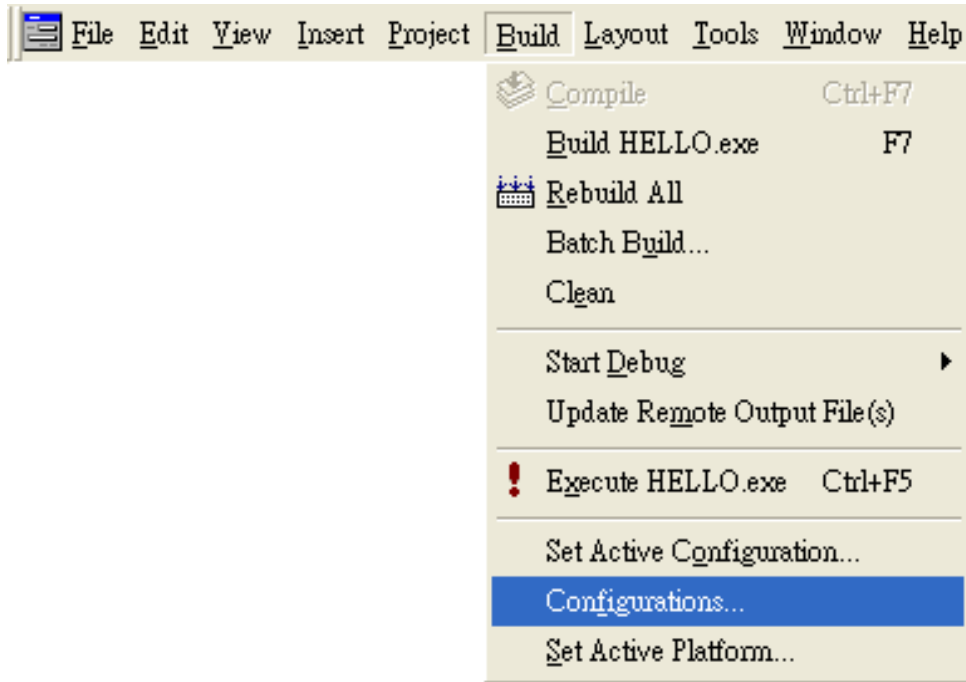 File Edit View Insert Project Build Layout Tools Window Help
Compile Ctrl+F7
Build HELLO.exe F7
Rebuild All
Batch Build...
Clean
Start Debug
Update Remote Output File(s)
Execute HELLO.exe Ctrl+F5
Set Active Configuration...
Configurations...
Set Active Platform...